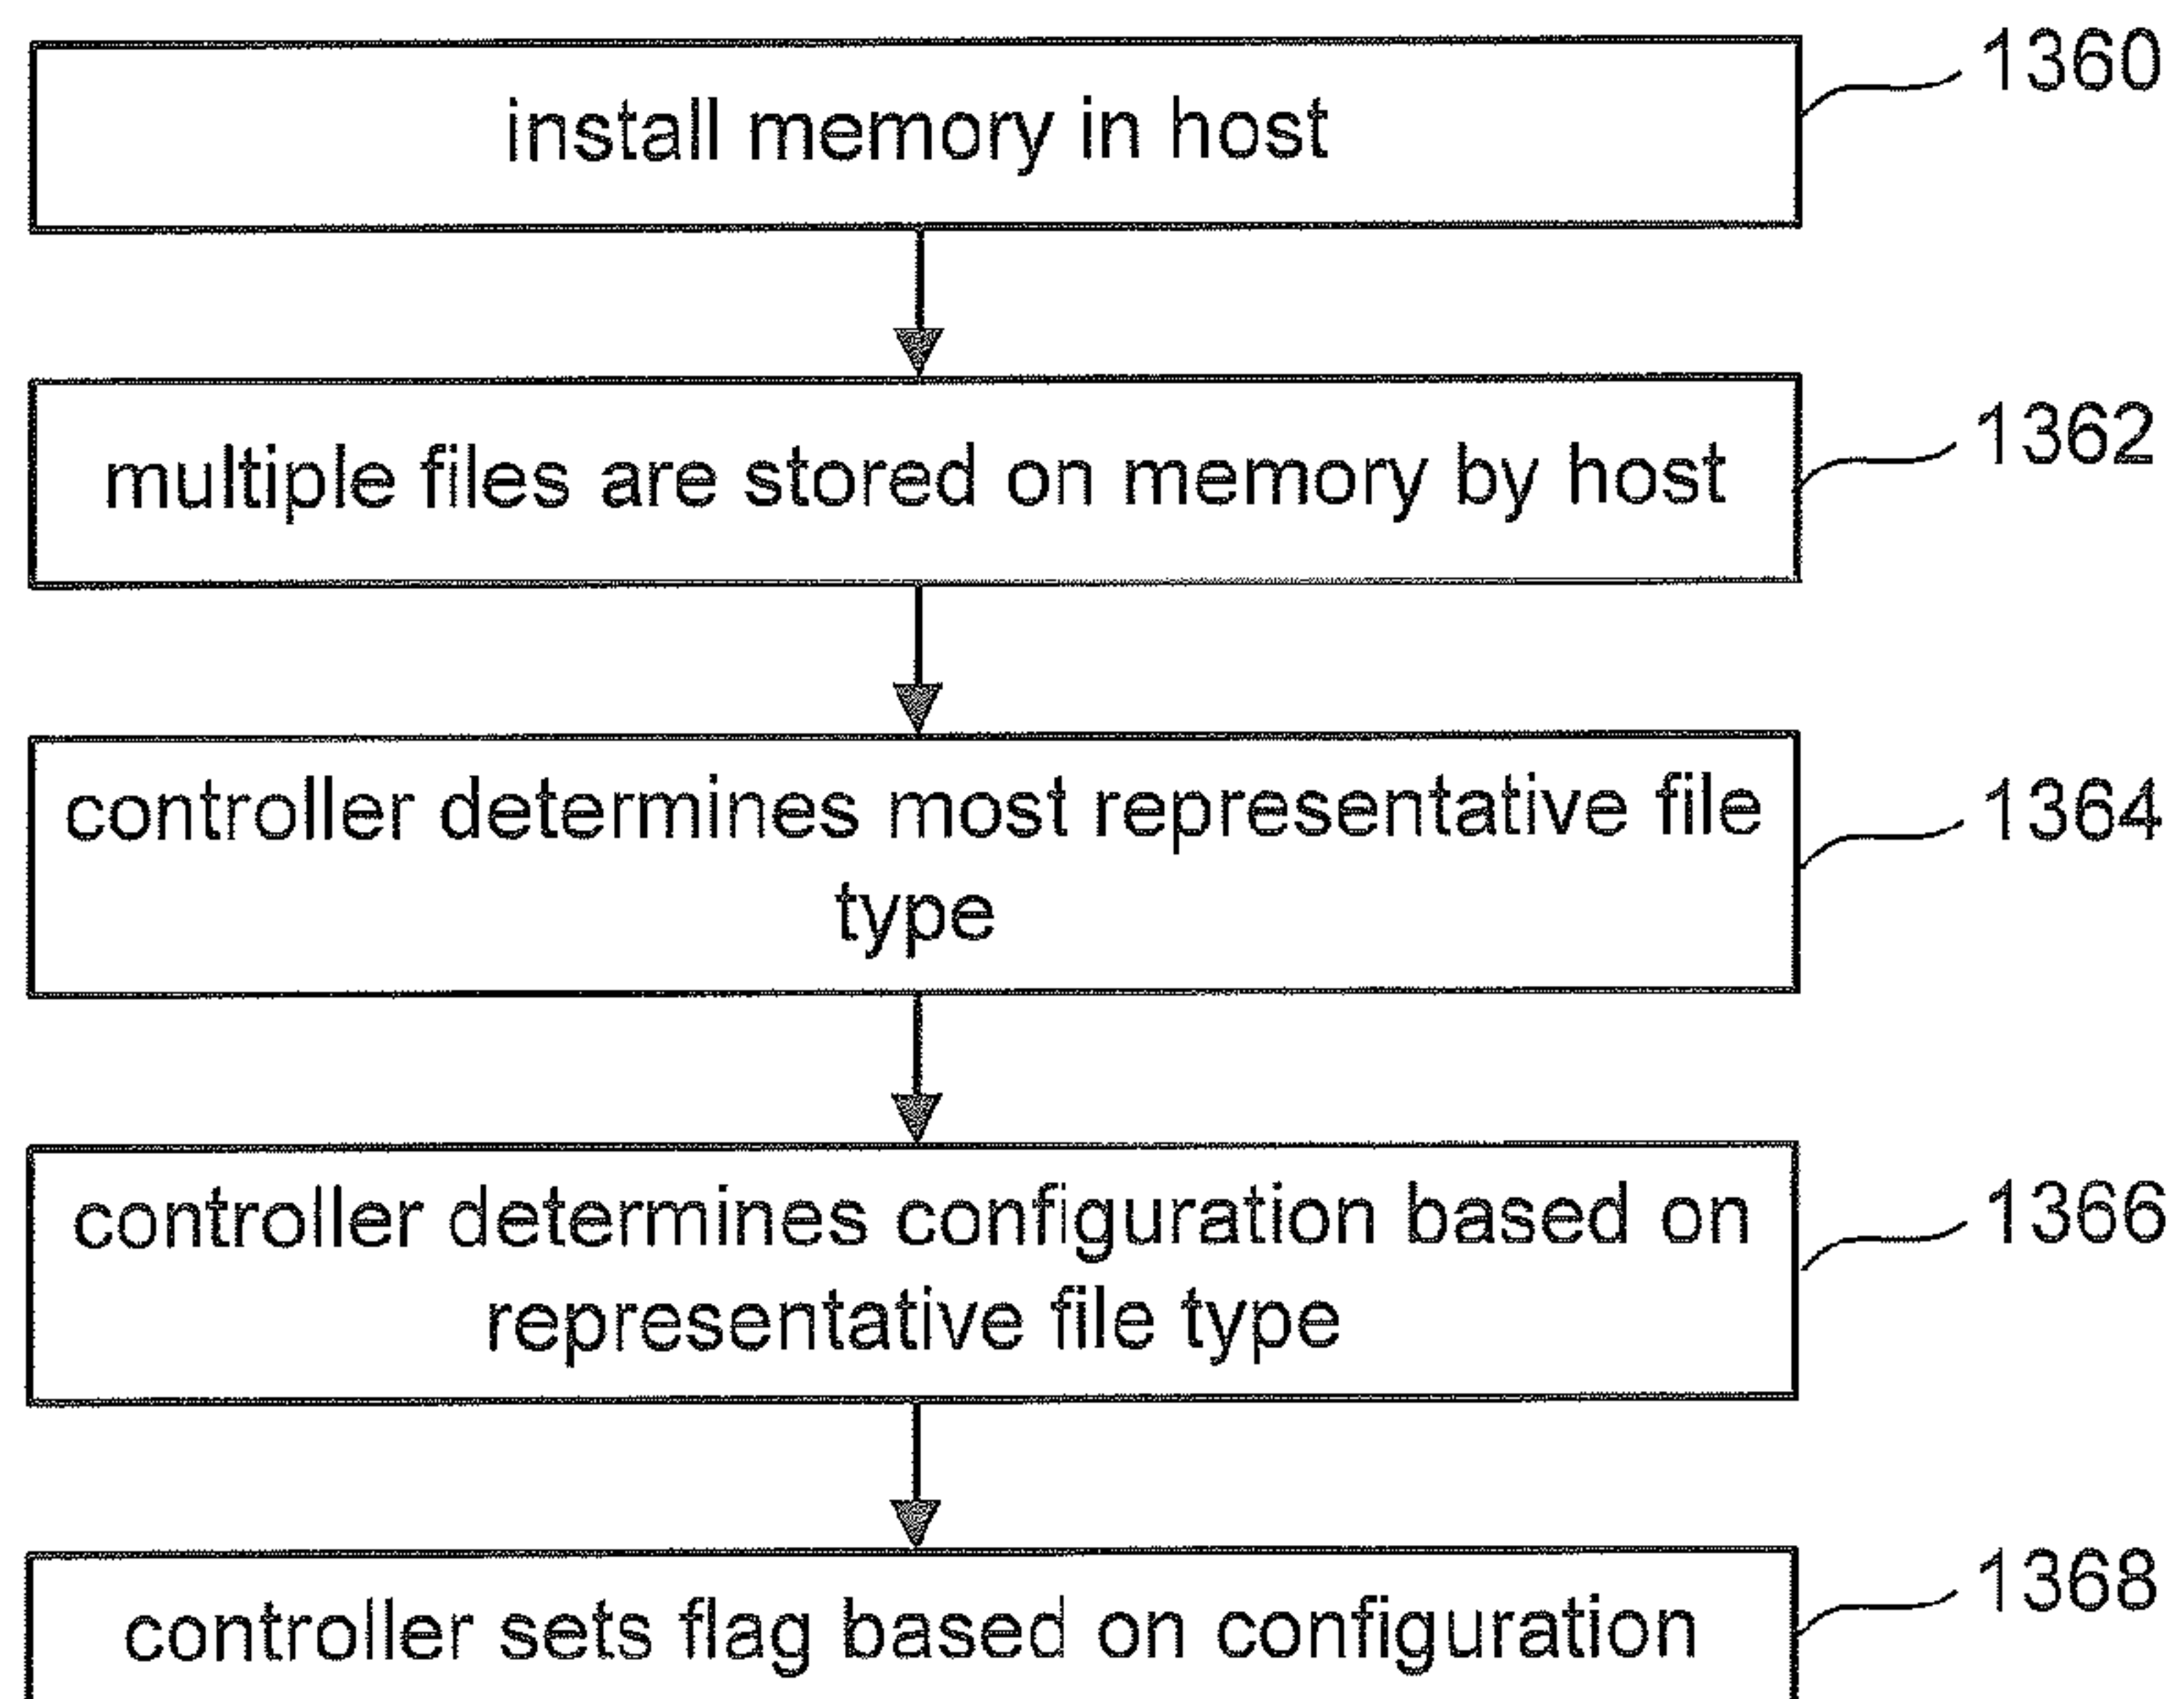 install memory in host
1360
multiple files are stored on memory by host
1362
controller determines most representative file
type
1364
controller determines configuration based on
representative file type
1366
controller sets flag based on configuration
1368